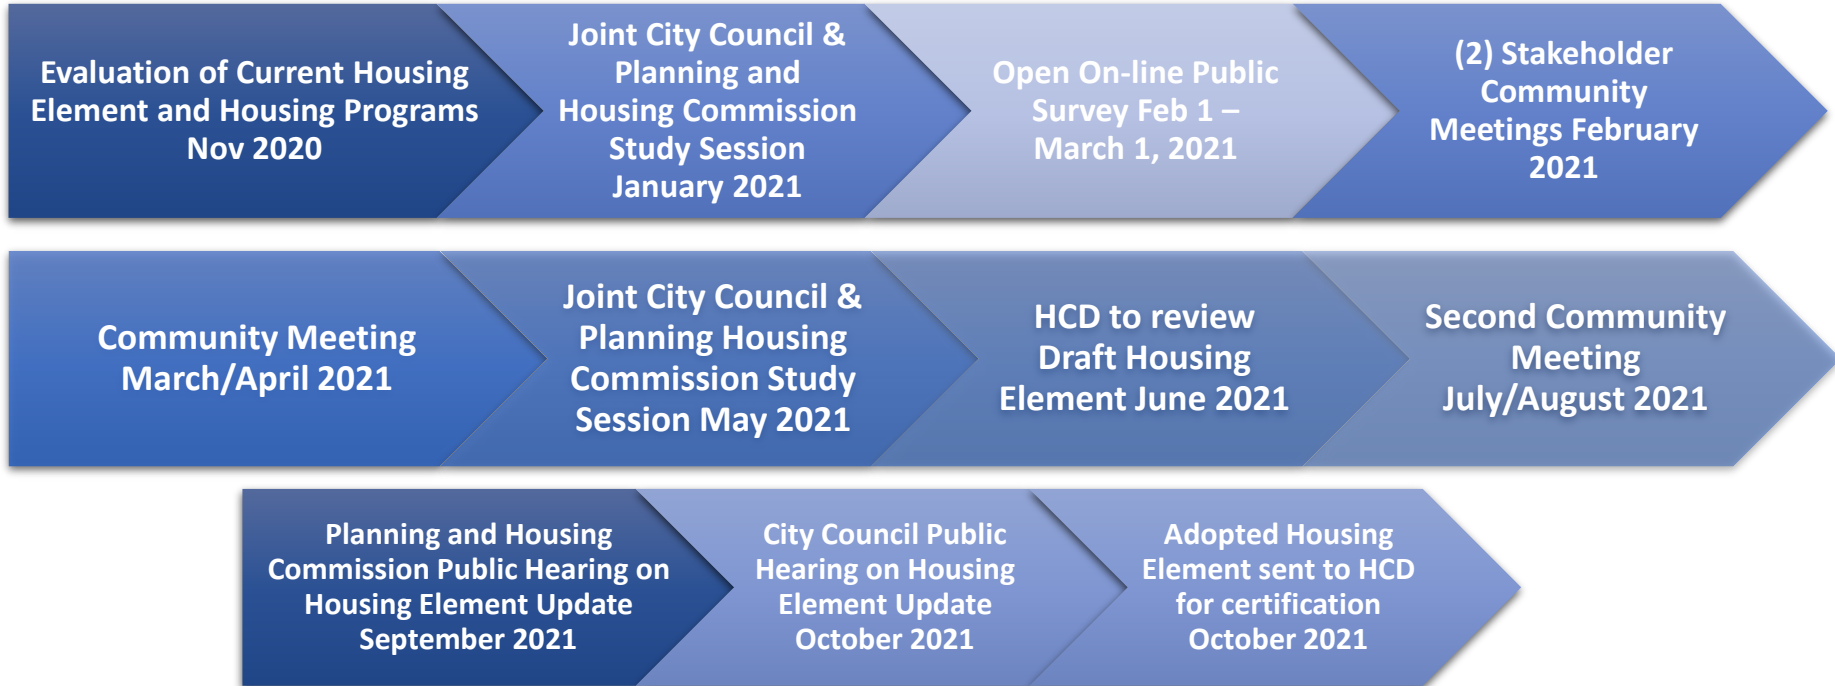 Evaluation of Current Housing
Element and Housing Programs
Nov 2020
Joint City Council &
Planning and
Housing Commission
Study Session
January 2021
Open On-line Public
Survey Feb 1 –
March 1, 2021
(2) Stakeholder
Community
Meetings February
2021
Community Meeting
March/April 2021
Joint City Council &
Planning Housing
Commission Study
Session May 2021
HCD to review
Draft Housing
Element June 2021
Second Community
Meeting
July/August 2021
Planning and Housing
Commission Public Hearing on
Housing Element Update
September 2021
City Council Public
Hearing on Housing
Element Update
October 2021
Adopted Housing
Element sent to HCD
for certification
October 2021